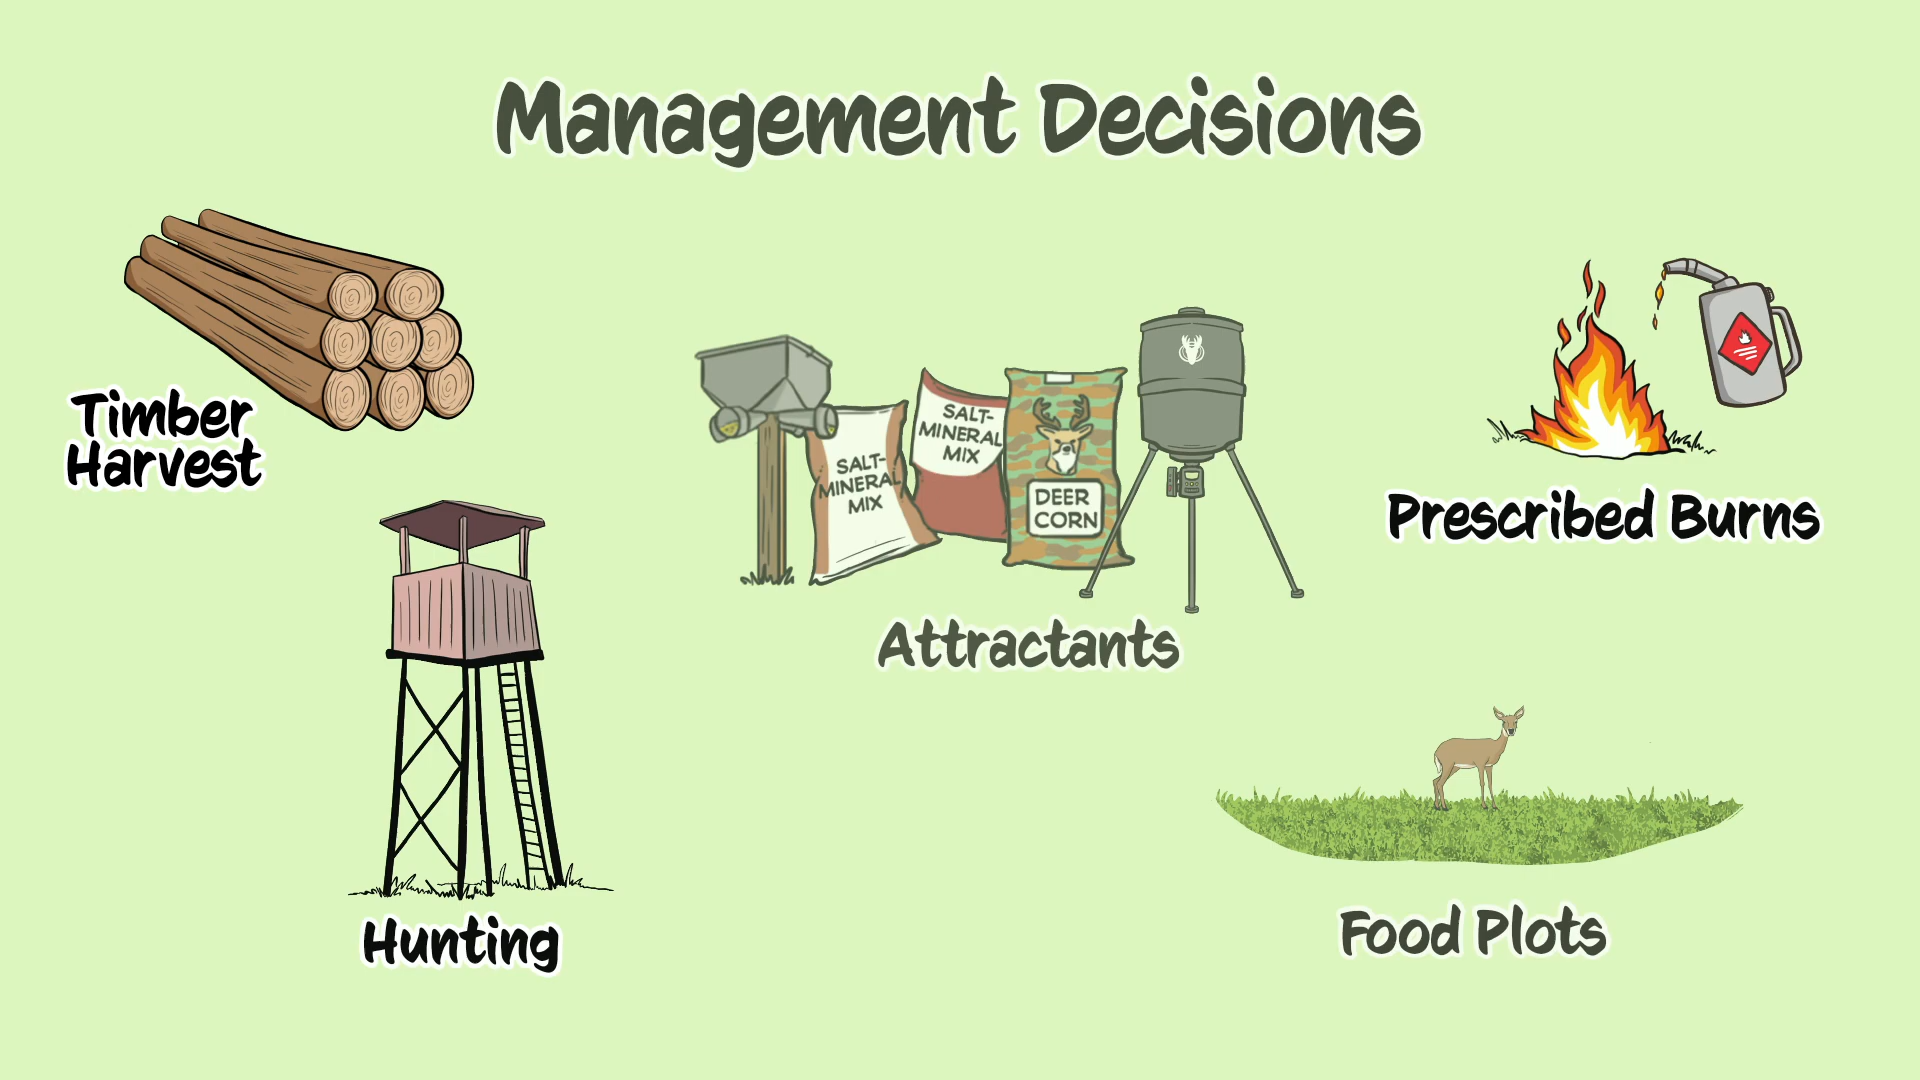 Management Decisions
Timber
Harvest
SALT-
MINERAL
MIX
SALT-
MINERAL
MIX
DEER
CORN
Attractants
Prescribed Burns
Hunting
Food Plots